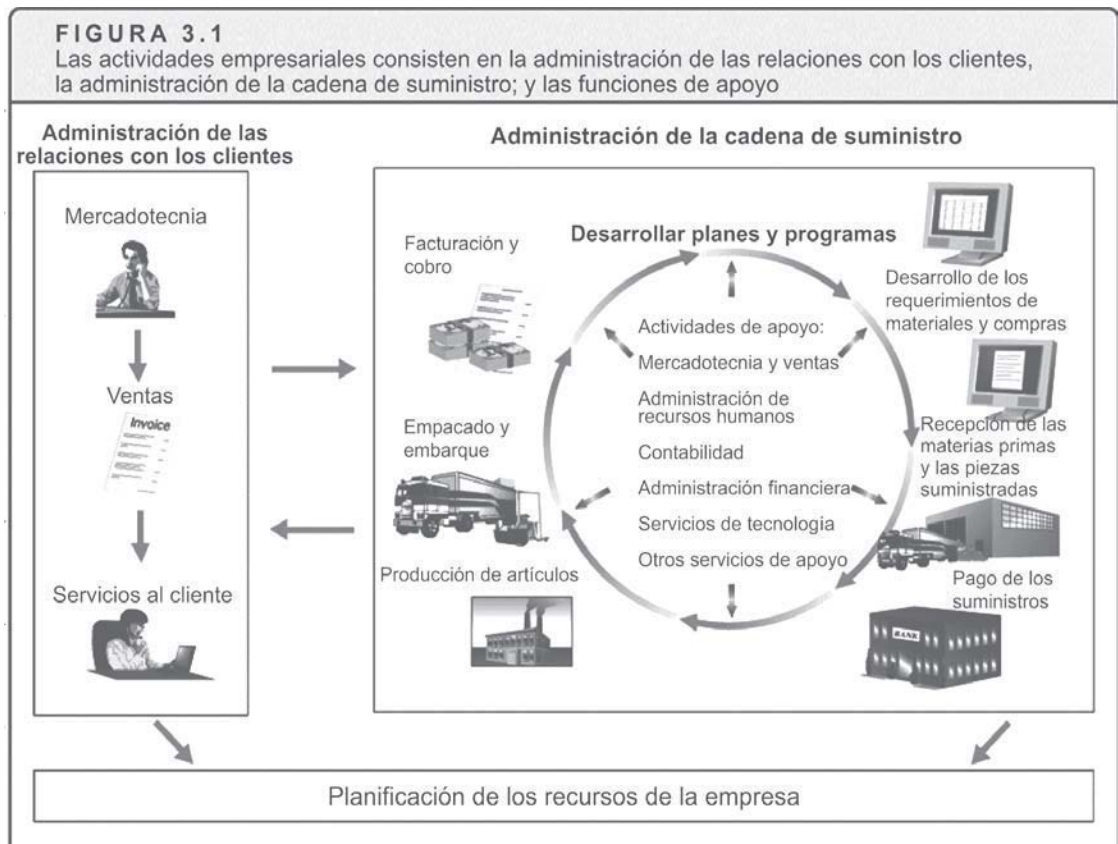 FIGURA 3.1
Las actividades empresariales consisten en la administración de las relaciones con los clientes,
la administración de la cadena de suministro; y las funciones de apoyo
Administración de las
relaciones con los clientes
Mercadotecnia
Ventas
Invoice
Servicios al cliente
Administración de la cadena de suministro
Desarrollar planes y programas
Desarrollo de los
requerimientos de
materiales y compras
Recepción de las
materias primas
y las piezas
suministradas
Pago de los
suministros
BANK
Producción de artículos
Empacado y
embarque
Facturación y
cobro
Actividades de apoyo:
Mercadotecnia y ventas
Administración de
recursos humanos
Contabilidad
Administración financiera
Servicios de tecnologia
Otros servicios de apoyo
Planificación de los recursos de la empresa